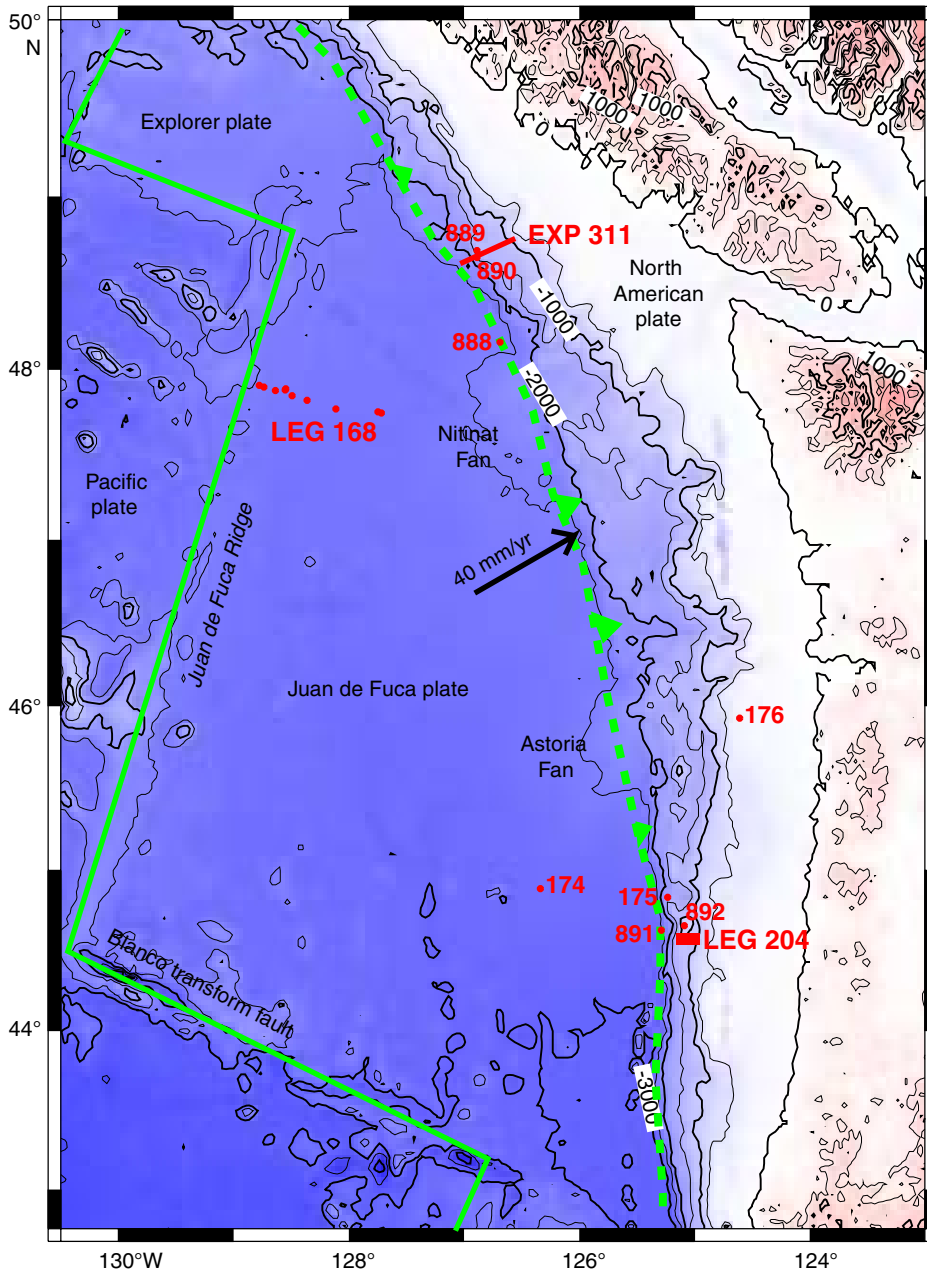 50°
N
Explorer plate
1000
1000
0
0
889
EXP 311
890
North
American
plate
-1000
888
48°
-2000
1000
LEG 168
Nitinat
Fan
Pacific
plate
40 mm/yr
Juan de Fuca Ridge
Juan de Fuca plate
46°
176
Astoria
Fan
174
175
892
891
LEG 204
Blanco transform fault
44°
-3000
130°W
128°
126°
124°